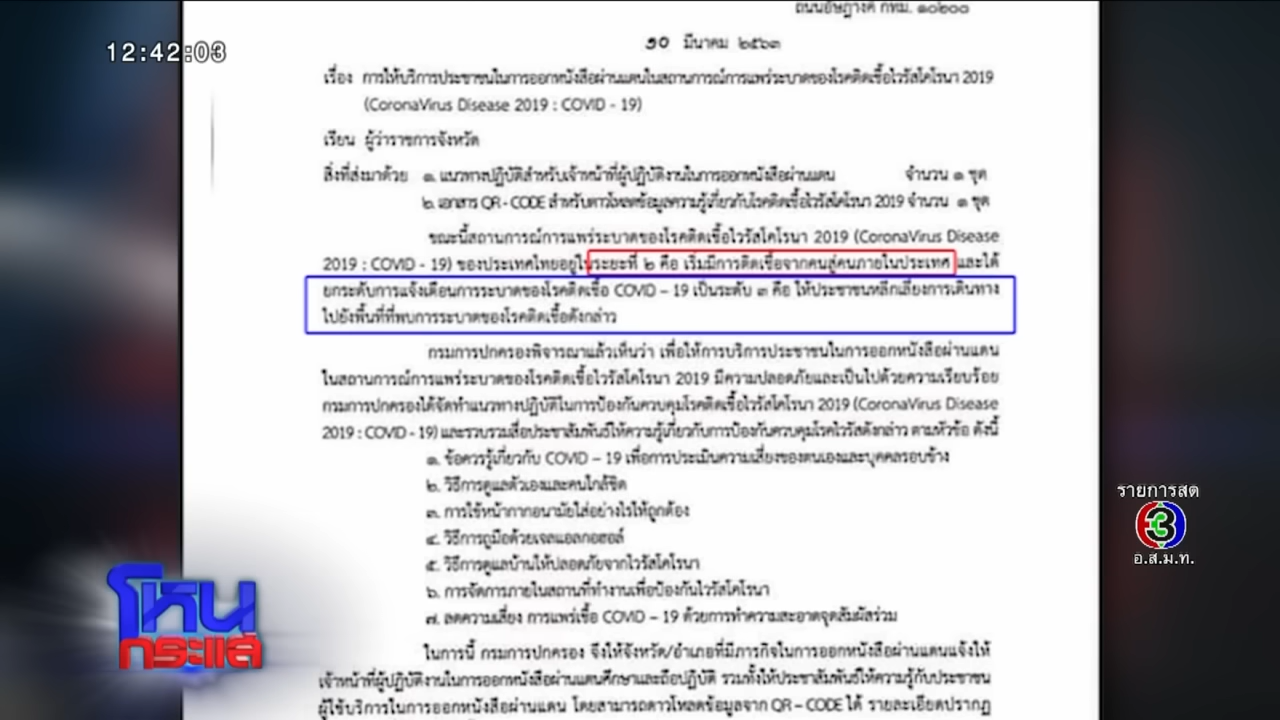 12:42:03
ถนนอัษฎางค์ กทม. ๑๐๒๐๐
๑๐ มีนาคม ๒๕๖๓
เรื่อง การให้บริการประชาชนในการออกหนังสือผ่านแดนในสถานการณ์การแพร่ระบาดของโรคติดเชื้อไวรัสโคโรนา 2019
(CoronaVirus Disease 2019 : COVID - 19)
เรียน ผู้ว่าราชการจังหวัด
สิ่งที่ส่งมาด้วย ๑. แนวทางปฏิบัติสำหรับเจ้าหน้าที่ผู้ปฏิบัติงานในการออกหนังสือผ่านแดน จำนวน ๑ ชุด
๒. เอกสาร QR - CODE สำหรับดาวโหลดข้อมูลความรู้เกี่ยวกับโรคติดเชื้อไวรัสโคโรนา 2019 จำนวน ๑ ชุด
ขณะนี้สถานการณ์การแพร่ระบาดของโรคติดเชื้อไวรัสโคโรนา 2019 (CoronaVirus Disease
2019 : COVID - 19) ของประเทศไทยอยู่ในระยะที่ ๒ คือ เริ่มมีการติดเชื้อจากคนสู่คนภายในประเทศ และได้
ยกระดับการแจ้งเตือนการระบาดของโรคติดเชื้อ COVID – 19 เป็นระดับ ๓ คือ ให้ประชาชนหลีกเลี่ยงการเดินทาง
ไปยังพื้นที่ที่พบการระบาดของโรคติดเชื้อดังกล่าว
กรมการปกครองพิจารณาแล้วเห็นว่า เพื่อให้การบริการประชาชนในการออกหนังสือผ่านแดน
ในสถานการณ์การแพร่ระบาดของโรคติดเชื้อไวรัสโคโรนา 2019 มีความปลอดภัยและเป็นไปด้วยความเรียบร้อย
กรมการปกครองได้จัดทำแนวทางปฏิบัติในการป้องกันควบคุมโรคติดเชื้อไวรัสโคโรนา 2019 (CoronaVirus Disease
2019 : COVID - 19) และรวบรวมสื่อประชาสัมพันธ์ให้ความรู้เกี่ยวกับการป้องกันควบคุมโรคไวรัสดังกล่าว ตามหัวข้อ ดังนี้
๑. ข้อควรรู้เกี่ยวกับ COVID – 19 เพื่อการประเมินความเสี่ยงของตนเองและบุคคลรอบข้าง
๒. วิธีการดูแลตัวเองและคนใกล้ชิด
๓. การใช้หน้ากากอนามัยใส่อย่างไรให้ถูกต้อง
๔. วิธีการถูมือด้วยเจลแอลกอฮอล์
๕. วิธีการดูแลบ้านให้ปลอดภัยจากไวรัสโคโรนา
๖. การจัดการภายในสถานที่ทำงานเพื่อป้องกันไวรัสโคโรนา
๗. ลดความเสี่ยง การแพร่เชื้อ COVID – 19 ด้วยการทำความสะอาดจุดสัมผัสร่วม
ในการนี้ กรมการปกครอง จึงให้จังหวัด/อำเภอที่มีภารกิจในการออกหนังสือผ่านแดนแจ้งให้
เจ้าหน้าที่ผู้ปฏิบัติงานในการออกหนังสือผ่านแดนศึกษาและถือปฏิบัติ รวมทั้งให้ประชาสัมพันธ์ให้ความรู้กับประชาชน
ผู้ใช้บริการในการออกหนังสือผ่านแดน โดยสามารถดาวโหลดข้อมูลจาก QR – CODE ได้ รายละเอียดปรากฏ
โหน
กระแส
รายการสด
3
อ.ส.ม.ท.